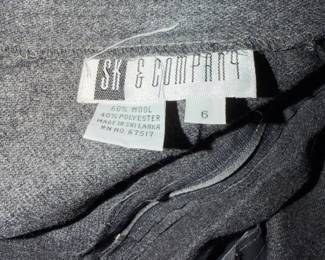 SK & COMPANY
60% WOOL
40% POLYESTER
MADE IN SRI LANKA
RN NO. 67517
6